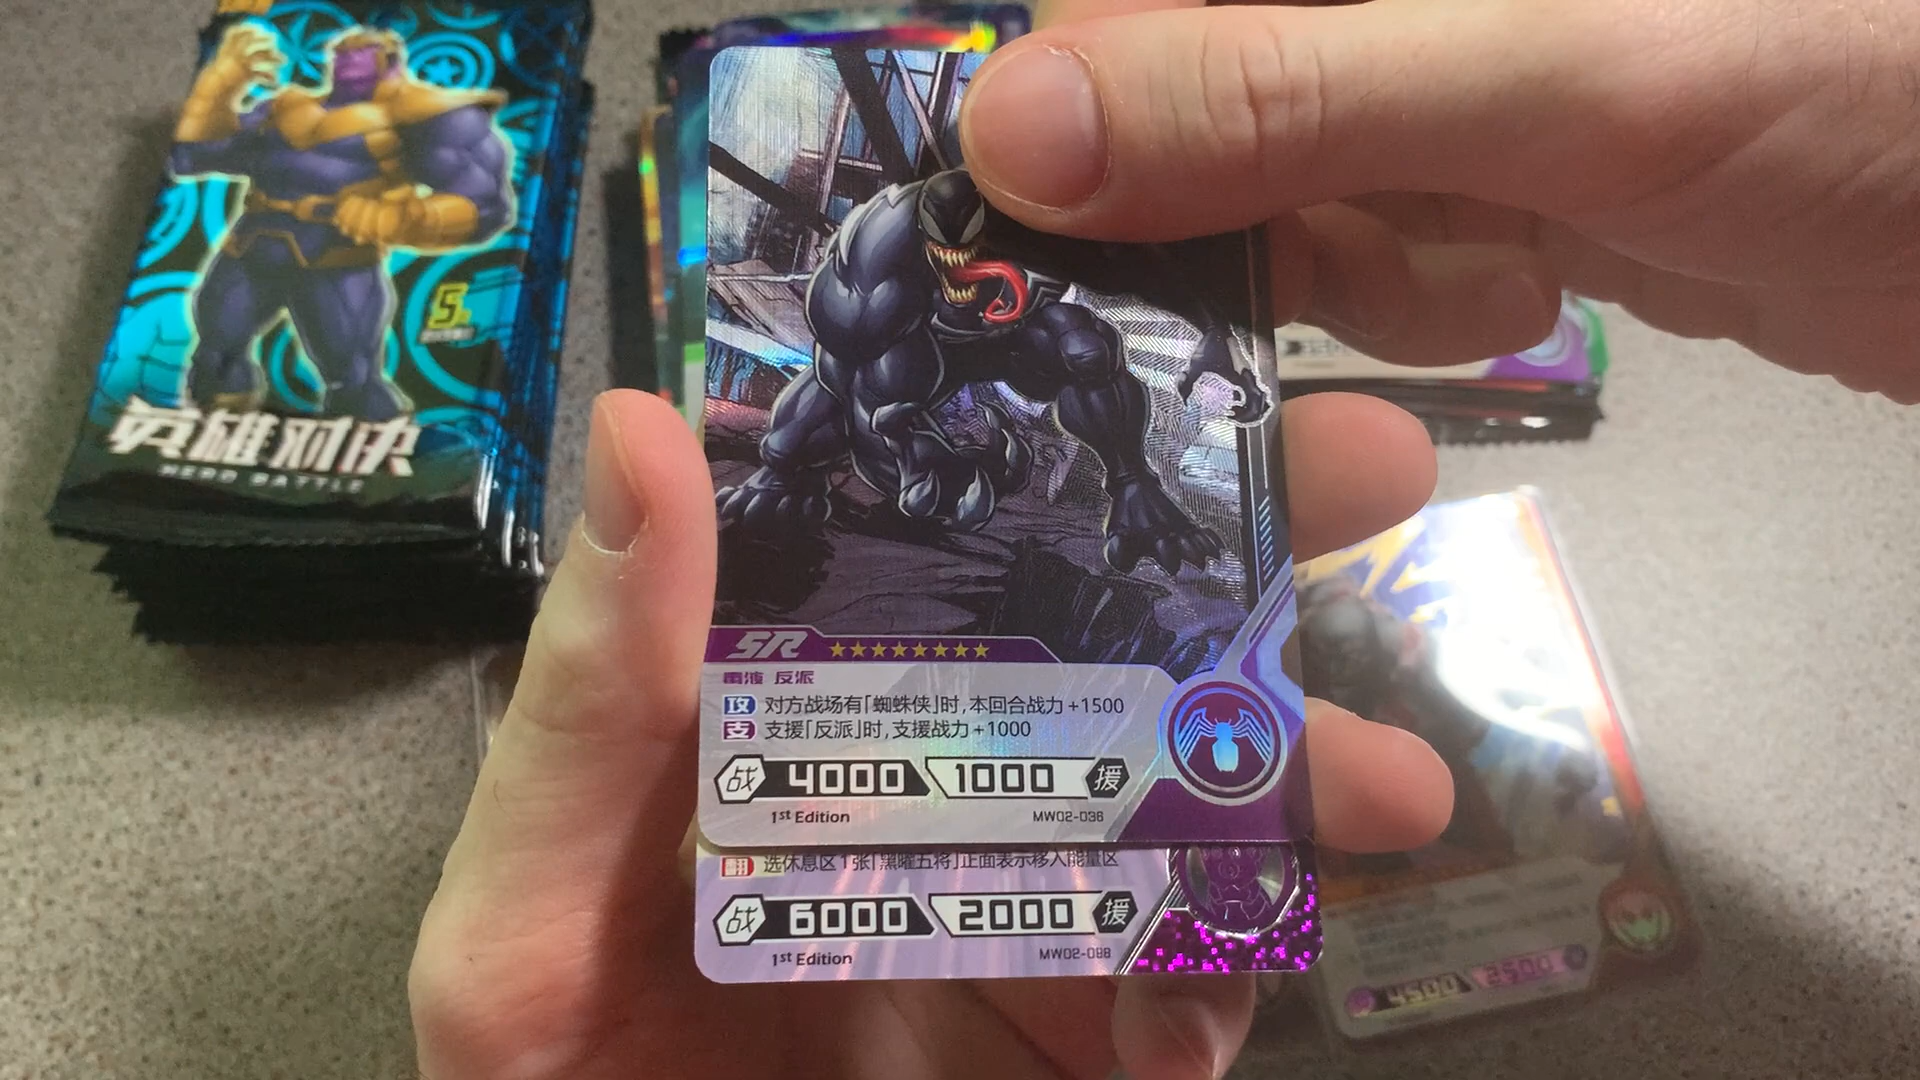 5
英雄对决
HERO BATTLE
SR ★★★★★★★★
毒液 反派
攻 对方战场有「蜘蛛侠」时,本回合战力+1500
支 支援「反派」时,支援战力+1000
战 4000 1000 援
1st Edition MW02-036
翻 选休息区1张「黑曜五将」正面表示移入能量区
战 6000 2000 援
1st Edition MW02-088
4500 2500